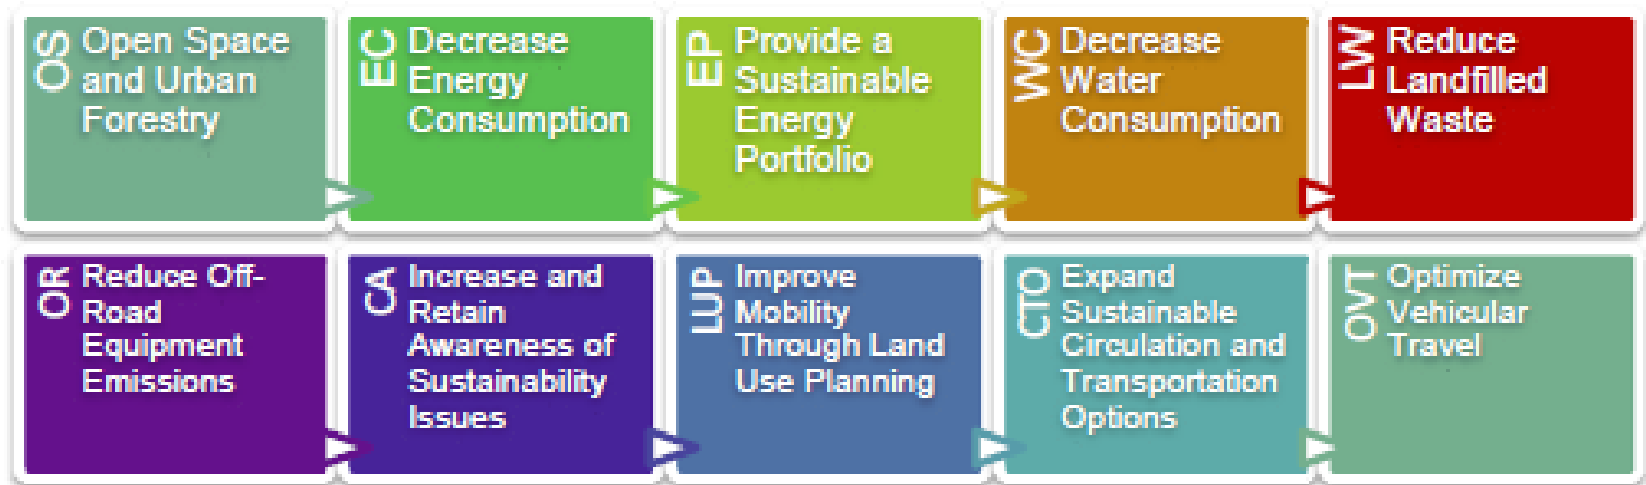 OS
Open Space
and Urban
Forestry
EC
Decrease
Energy
Consumption
EP
Provide a
Sustainable
Energy
Portfolio
WC
Decrease
Water
Consumption
LW
Reduce
Landfilled
Waste
OR
Reduce Off-
Road
Equipment
Emissions
CA
Increase and
Retain
Awareness of
Sustainability
Issues
LUP
Improve
Mobility
Through Land
Use Planning
CTO
Expand
Sustainable
Circulation and
Transportation
Options
OVT
Optimize
Vehicular
Travel